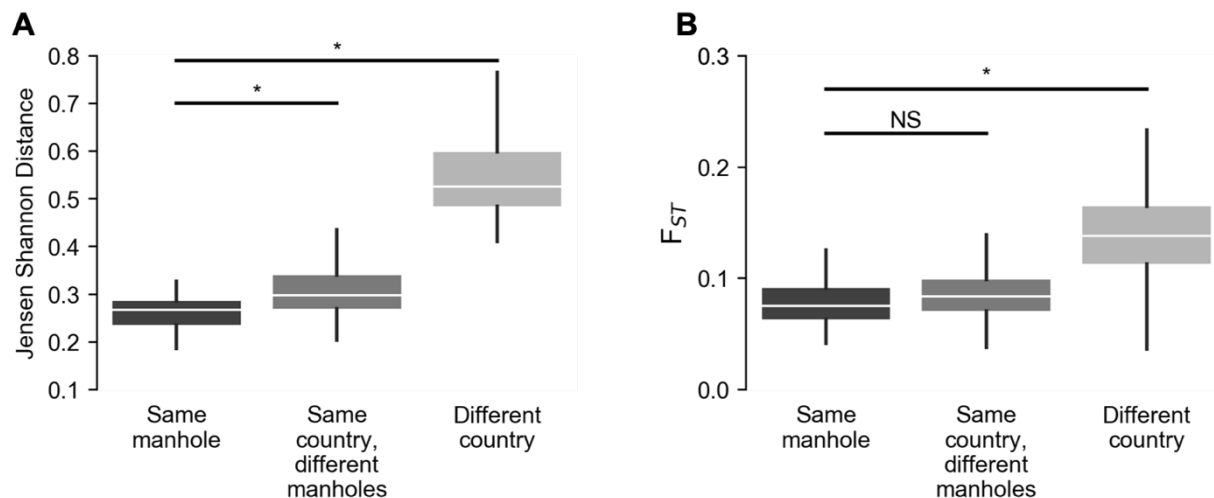 A
Jensen Shannon Distance
0.8
0.7
0.6
0.5
0.4
0.3
0.2
0.1
*
*
Same
manhole
Same
country,
different
manholes
Different
country
B
F_ST
0.3
0.2
0.1
0.0
*
NS
Same
manhole
Same
country,
different
manholes
Different
country